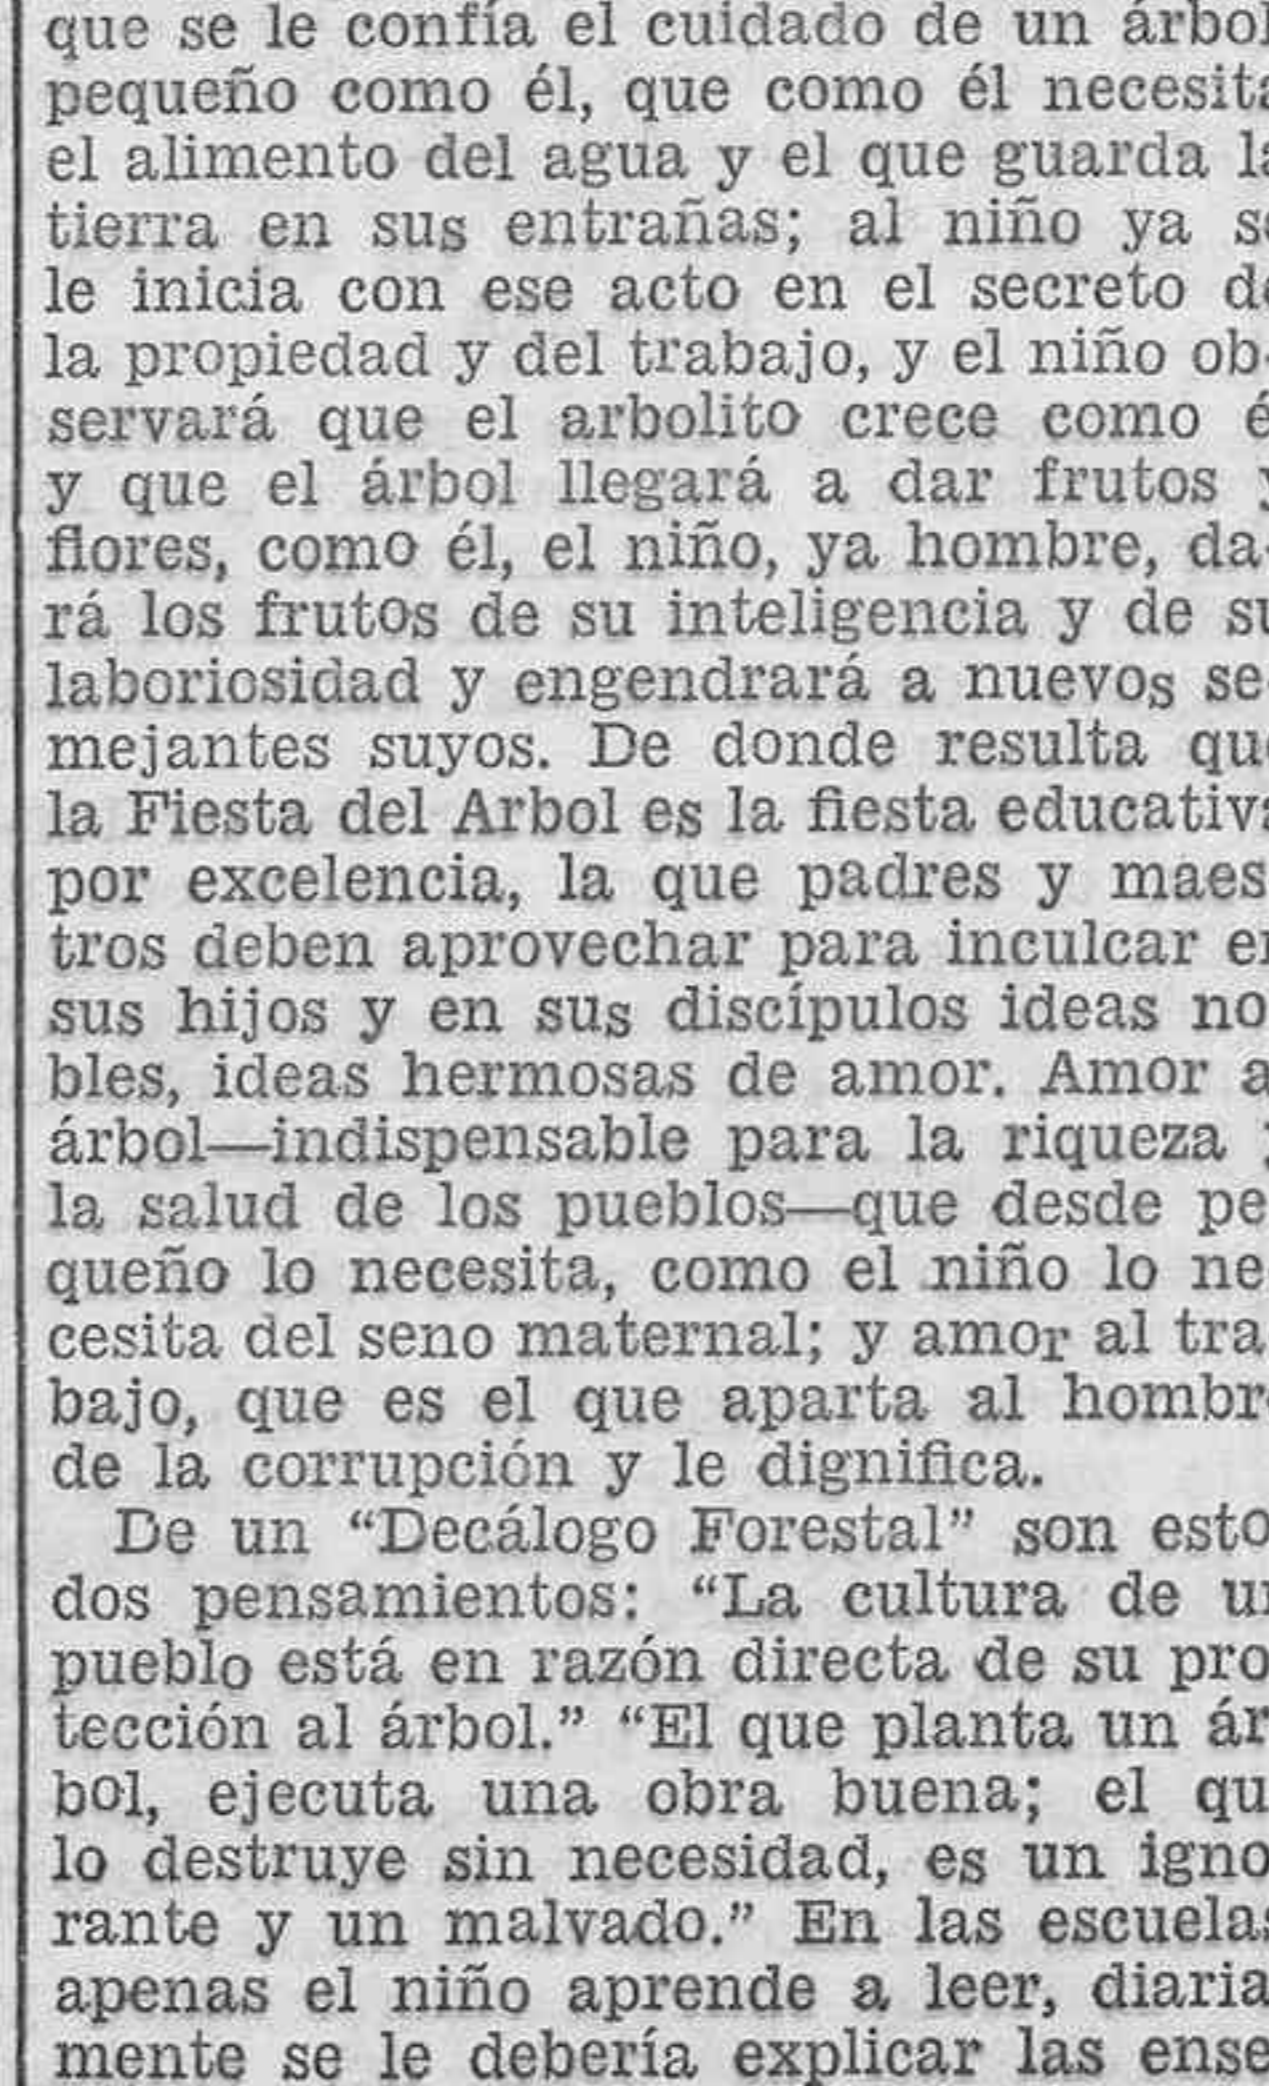 que se le confía el cuidado de un árbol
pequeño como él, que como él necesita
el alimento del agua y el que guarda la
tierra en sus entrañas; al niño ya se
le inicia con ese acto en el secreto de
la propiedad y del trabajo, y el niño ob-
servará que el arbolito crece como él
y que el árbol llegará a dar frutos y
flores, como él, el niño, ya hombre, da-
rá los frutos de su inteligencia y de su
laboriosidad y engendrará a nuevos se-
mejantes suyos. De donde resulta que
la Fiesta del Arbol es la fiesta educativa
por excelencia, la que padres y maes-
tros deben aprovechar para inculcar en
sus hijos y en sus discípulos ideas no-
bles, ideas hermosas de amor. Amor al
árbol—indispensable para la riqueza y
la salud de los pueblos—que desde pe-
queño lo necesita, como el niño lo ne-
cesita del seno maternal; y amor al tra-
bajo, que es el que aparta al hombre
de la corrupción y le dignifica.
De un “Decálogo Forestal” son esto
dos pensamientos: “La cultura de un
pueblo está en razón directa de su pro-
tección al árbol.” “El que planta un ár-
bol, ejecuta una obra buena; el qu
lo destruye sin necesidad, es un igno-
rante y un malvado.” En las escuelas
apenas el niño aprende a leer, diaria-
mente se le debería explicar las ense-